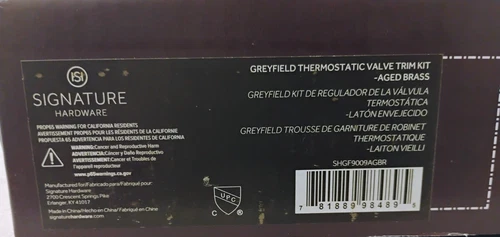 SIGNATURE
HARDWARE
PROP65 WARNING FOR CALIFORNIA RESIDENTS
AVERTISSEMENT PROP65 POUR LES RÉSIDENTS DE LA CALIFORNIE
PROPUESTA 65 ADVERTENCIA PARA RESIDENTES DE CALIFORNIA
WARNING: Cancer and Reproductive Harm
ADVERTENCIA: Cáncer y Daño Reproductivo
AVERTISSEMENT: Cancer et Troubles de
l'appareil reproducteur
www.p65warnings.ca.gov
Manufactured for/Fabricado para/Fabriqué pour
Signature Hardware
2700 Crescent Springs, Pike
Erlanger, KY 41017
Made in China/Hecho en China/Fabriqué en Chine
signaturehardware.com
GREYFIELD THERMOSTATIC VALVE TRIM KIT
-AGED BRASS
GREYFIELD KIT DE REGULADOR DE LA VÁLVULA
TERMOSTÁTICA
-LATÓN ENVEJECIDO
GREYFIELD TROUSSE DE GARNITURE DE ROBINET
THERMOSTATIQUE
-LAITON VIEILLI
UPC
C ®
SHGF9009AGBR
7 81889 98489 5